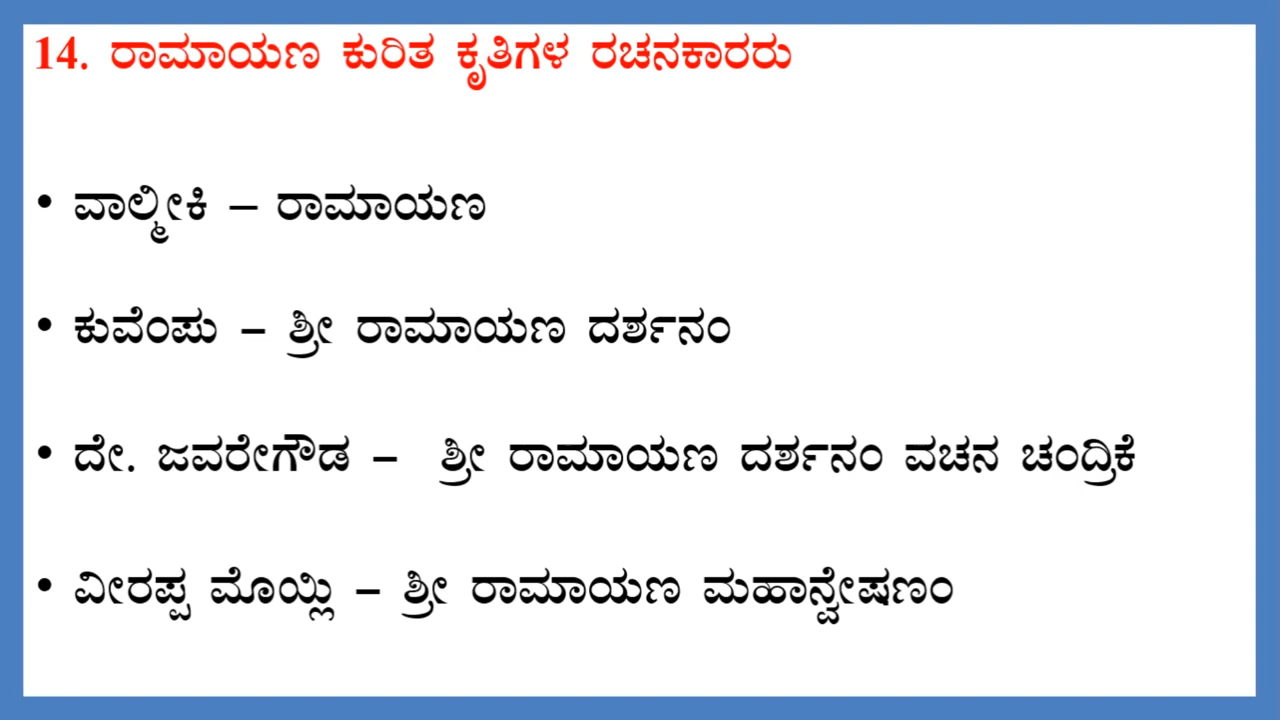 14. ರಾಮಾಯಣ ಕುರಿತ ಕೃತಿಗಳ ರಚನಕಾರರು
• ವಾಲ್ಮೀಕಿ – ರಾಮಾಯಣ
• ಕುವೆಂಪು – ಶ್ರೀ ರಾಮಾಯಣ ದರ್ಶನಂ
• ದೇ. ಜವರೇಗೌಡ – ಶ್ರೀ ರಾಮಾಯಣ ದರ್ಶನಂ ವಚನ ಚಂದ್ರಿಕೆ
• ವೀರಪ್ಪ ಮೊಯ್ಲಿ – ಶ್ರೀ ರಾಮಾಯಣ ಮಹಾನ್ವೇಷಣಂ